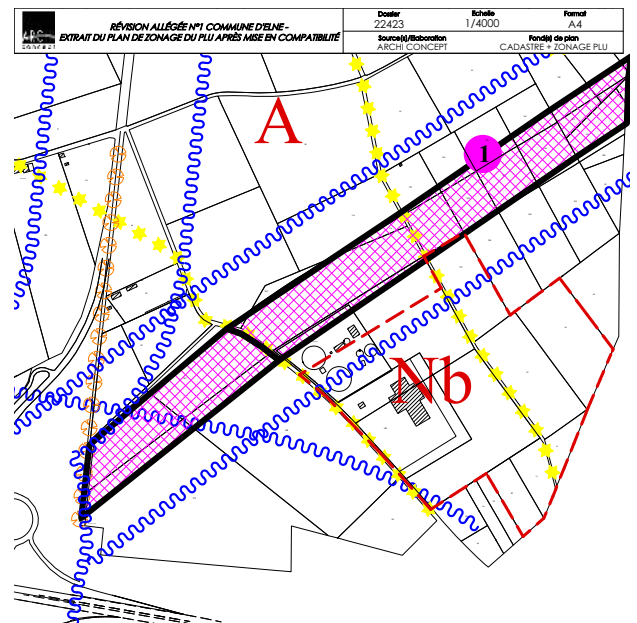 RÉVISION ALLÉGÉE N°1 COMMUNE D'ELNE -
EXTRAIT DU PLAN DE ZONAGE DU PLU APRÈS MISE EN COMPATIBILITÉ
Dossier
22423
Echelle
1/4000
Format
A4
Source(s)/Elaboration
ARCHI CONCEPT
Fond(s) de plan
CADASTRE + ZONAGE PLU
A
1
Nb